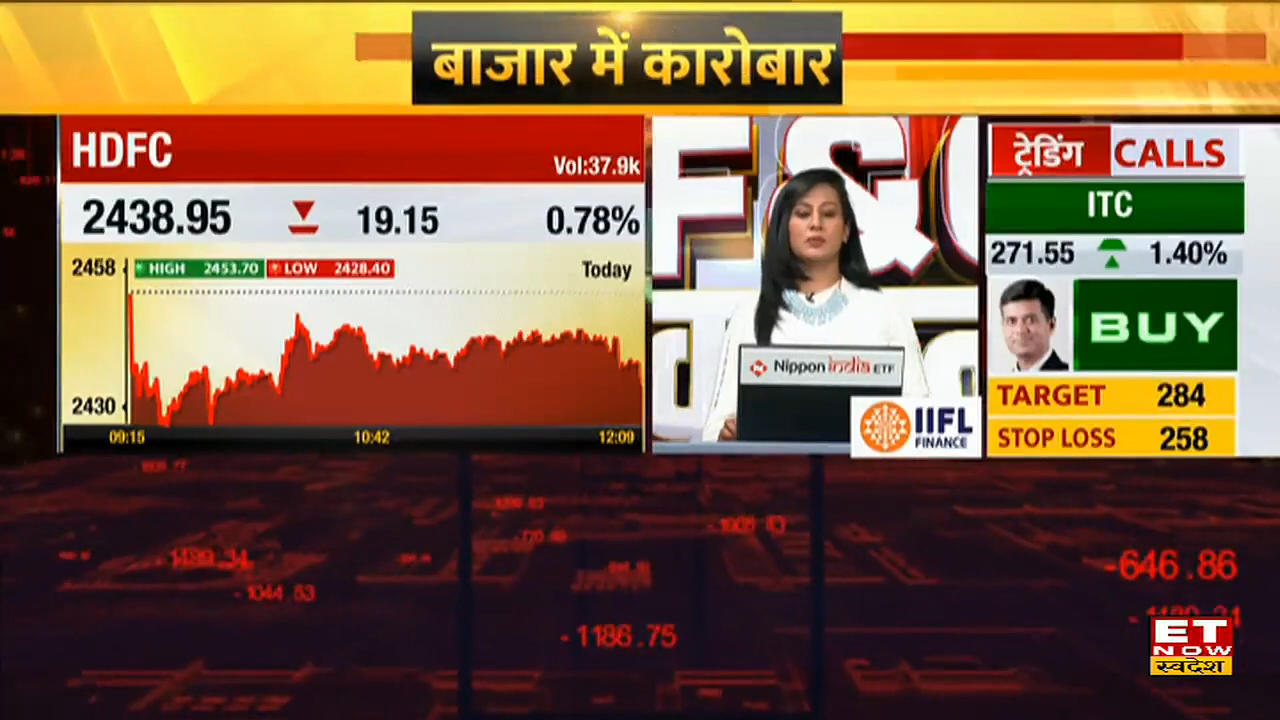 बाजार में कारोबार
HDFC
Vol:37.9k
2438.95 19.15 0.78%
2458
HIGH 2453.70 LOW 2428.40
Today
2430
09:15 10:42 12:09
F&O
Nippon india ETF
IIFL
FINANCE
ट्रेडिंग CALLS
ITC
271.55 1.40%
BUY
TARGET 284
STOP LOSS 258
-1044.53
-646.86
-1186.75
ET
NOW
स्वदेश